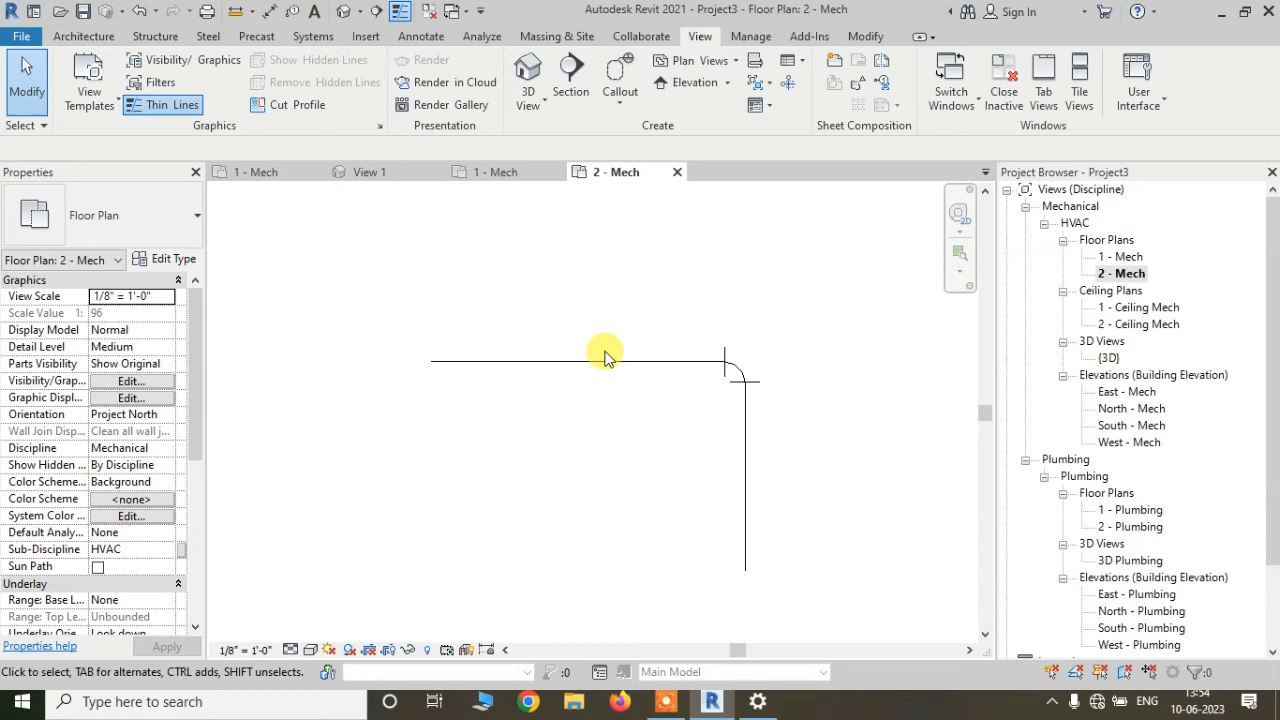 Autodesk Revit 2021 - Project3 - Floor Plan: 2 - Mech
Sign In
File Architecture Structure Steel Precast Systems Insert Annotate Analyze Massing & Site Collaborate View Manage Add-Ins Modify
Modify
View
Templates
Visibility/ Graphics
Filters
Thin Lines
Show Hidden Lines
Remove Hidden Lines
Cut Profile
Render
Render in Cloud
Render Gallery
3D
View
Section
Callout
Plan Views
Elevation
Switch
Windows
Close
Inactive
Tab
Views
Tile
Views
User
Interface
Select
Graphics
Presentation
Create
Sheet Composition
Windows
Properties
1 - Mech
View 1
1 - Mech
2 - Mech
Project Browser - Project3
Floor Plan
Floor Plan: 2 - Mech
Edit Type
Graphics
View Scale 1/8" = 1'-0"
Scale Value 1: 96
Display Model Normal
Detail Level Medium
Parts Visibility Show Original
Visibility/Grap... Edit...
Graphic Displ... Edit...
Orientation Project North
Wall Join Disp... Clean all wall j...
Discipline Mechanical
Show Hidden ... By Discipline
Color Scheme... Background
Color Scheme <none>
System Color ... Edit...
Default Analy... None
Sub-Discipline HVAC
Sun Path
Underlay
Range: Base L... None
Range: Top Le... Unbounded
Underlay Orie... Look down
Properties help
Apply
2D
Views (Discipline)
Mechanical
HVAC
Floor Plans
1 - Mech
2 - Mech
Ceiling Plans
1 - Ceiling Mech
2 - Ceiling Mech
3D Views
{3D}
Elevations (Building Elevation)
East - Mech
North - Mech
South - Mech
West - Mech
Plumbing
Plumbing
Floor Plans
1 - Plumbing
2 - Plumbing
3D Views
3D Plumbing
Elevations (Building Elevation)
East - Plumbing
North - Plumbing
South - Plumbing
West - Plumbing
1/8" = 1'-0"
Click to select, TAB for alternates, CTRL adds, SHIFT unselects.
:0
Main Model
:0
Type here to search
ENG
13:54
10-06-2023